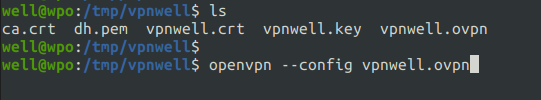 well@wpo:/tmp/vpnwell$ ls
ca.crt  dh.pem  vpnwell.crt  vpnwell.key  vpnwell.ovpn
well@wpo:/tmp/vpnwell$
well@wpo:/tmp/vpnwell$ openvpn --config vpnwell.ovpn